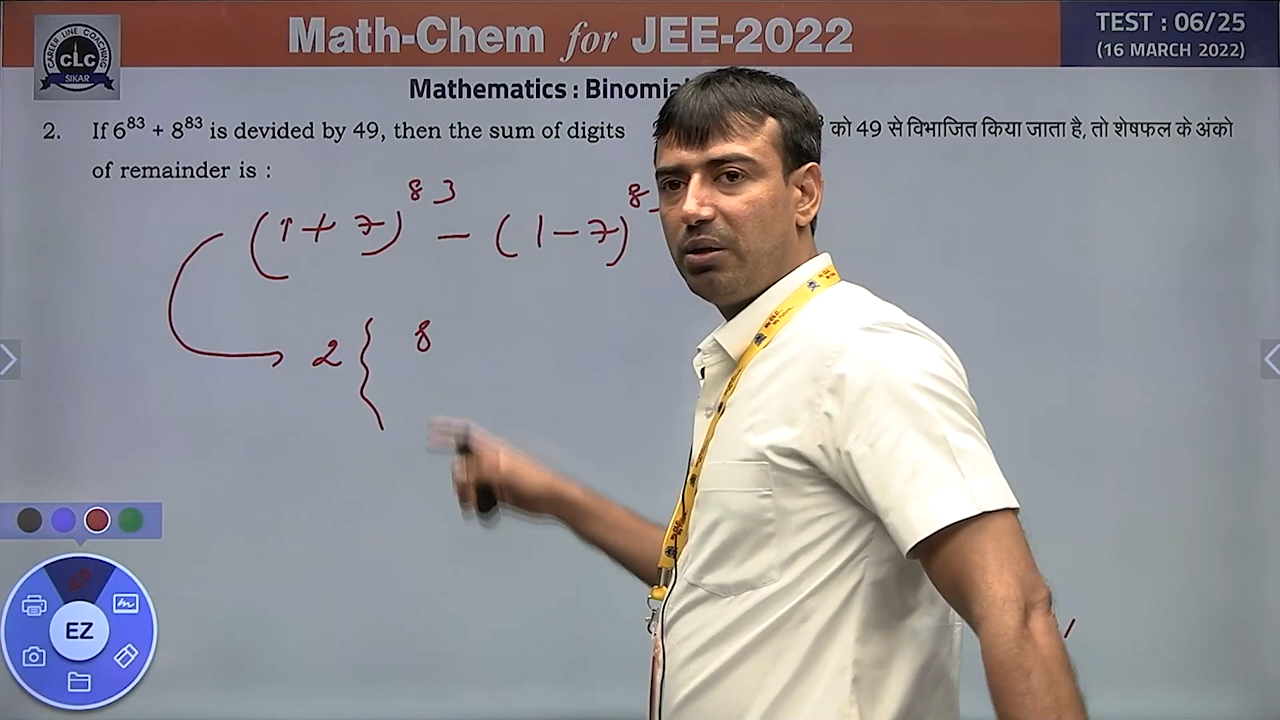 Math-Chem for JEE-2022
TEST : 06/25
(16 MARCH 2022)
CAREER LINE COACHING
CLC
SIKAR
Mathematics : Binomia
2. If 6⁸³ + 8⁸³ is devided by 49, then the sum of digits
of remainder is :
को 49 से विभाजित किया जाता है, तो शेषफल के अंको
(1+7)⁸³ – (1–7)⁸
2 { 8
EZ